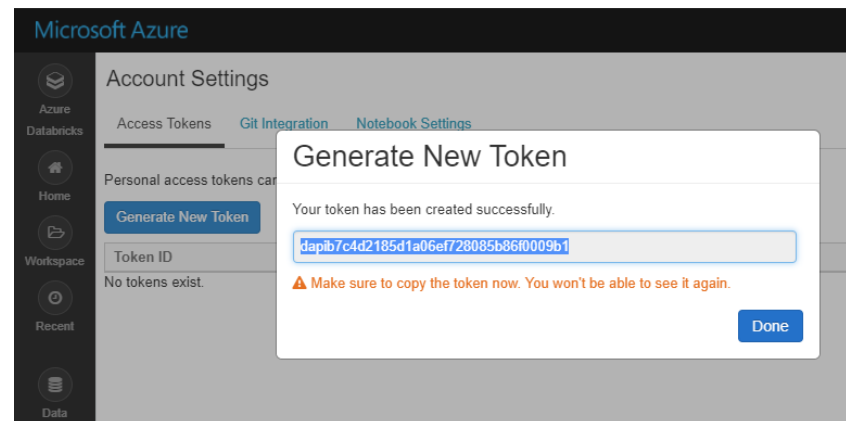 Microsoft Azure
Azure
Databricks
Home
Workspace
Recent
Data
Account Settings
Access Tokens Git Integration Notebook Settings
Personal access tokens can
Generate New Token
Token ID
No tokens exist.
Generate New Token
Your token has been created successfully.
dapib7c4d2185d1a06ef728085b86f0009b1
Make sure to copy the token now. You won't be able to see it again.
Done